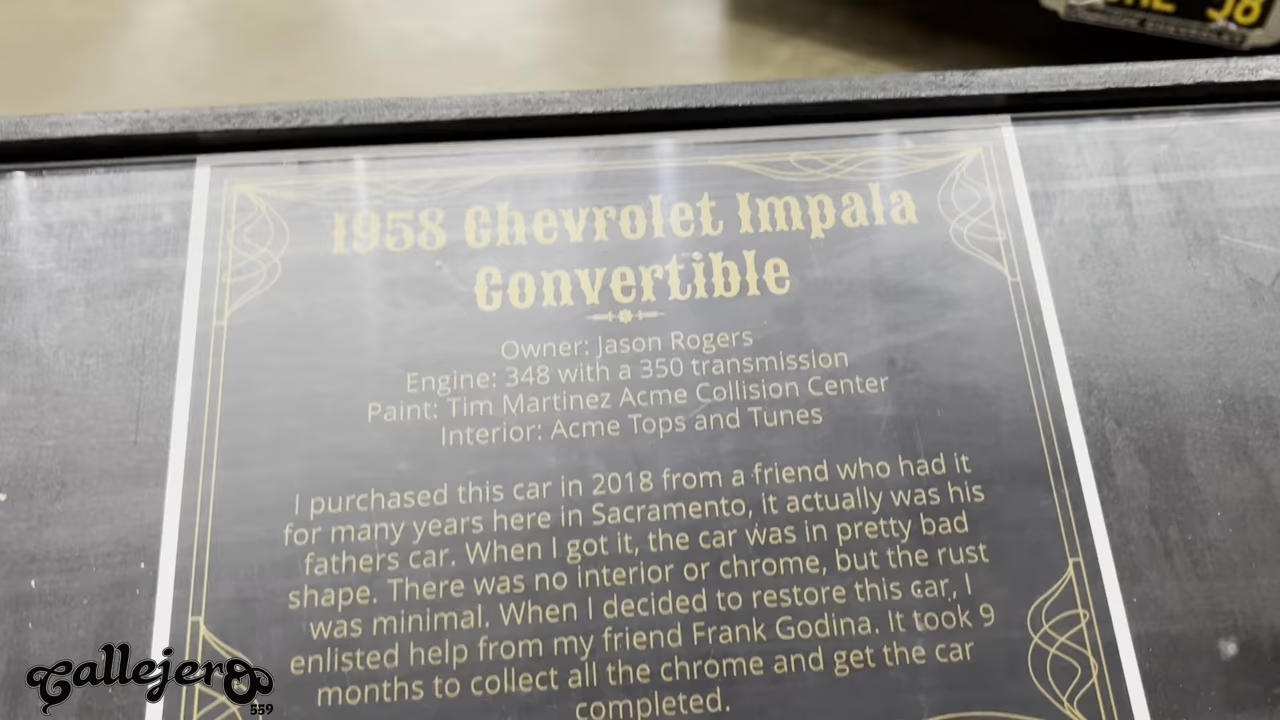 58
1958 Chevrolet Impala
Convertible
Owner: Jason Rogers
Engine: 348 with a 350 transmission
Paint: Tim Martinez Acme Collision Center
Interior: Acme Tops and Tunes
I purchased this car in 2018 from a friend who had it
for many years here in Sacramento, it actually was his
fathers car. When I got it, the car was in pretty bad
shape. There was no interior or chrome, but the rust
was minimal. When I decided to restore this car, I
enlisted help from my friend Frank Godina. It took 9
months to collect all the chrome and get the car
completed.
Callejero
559